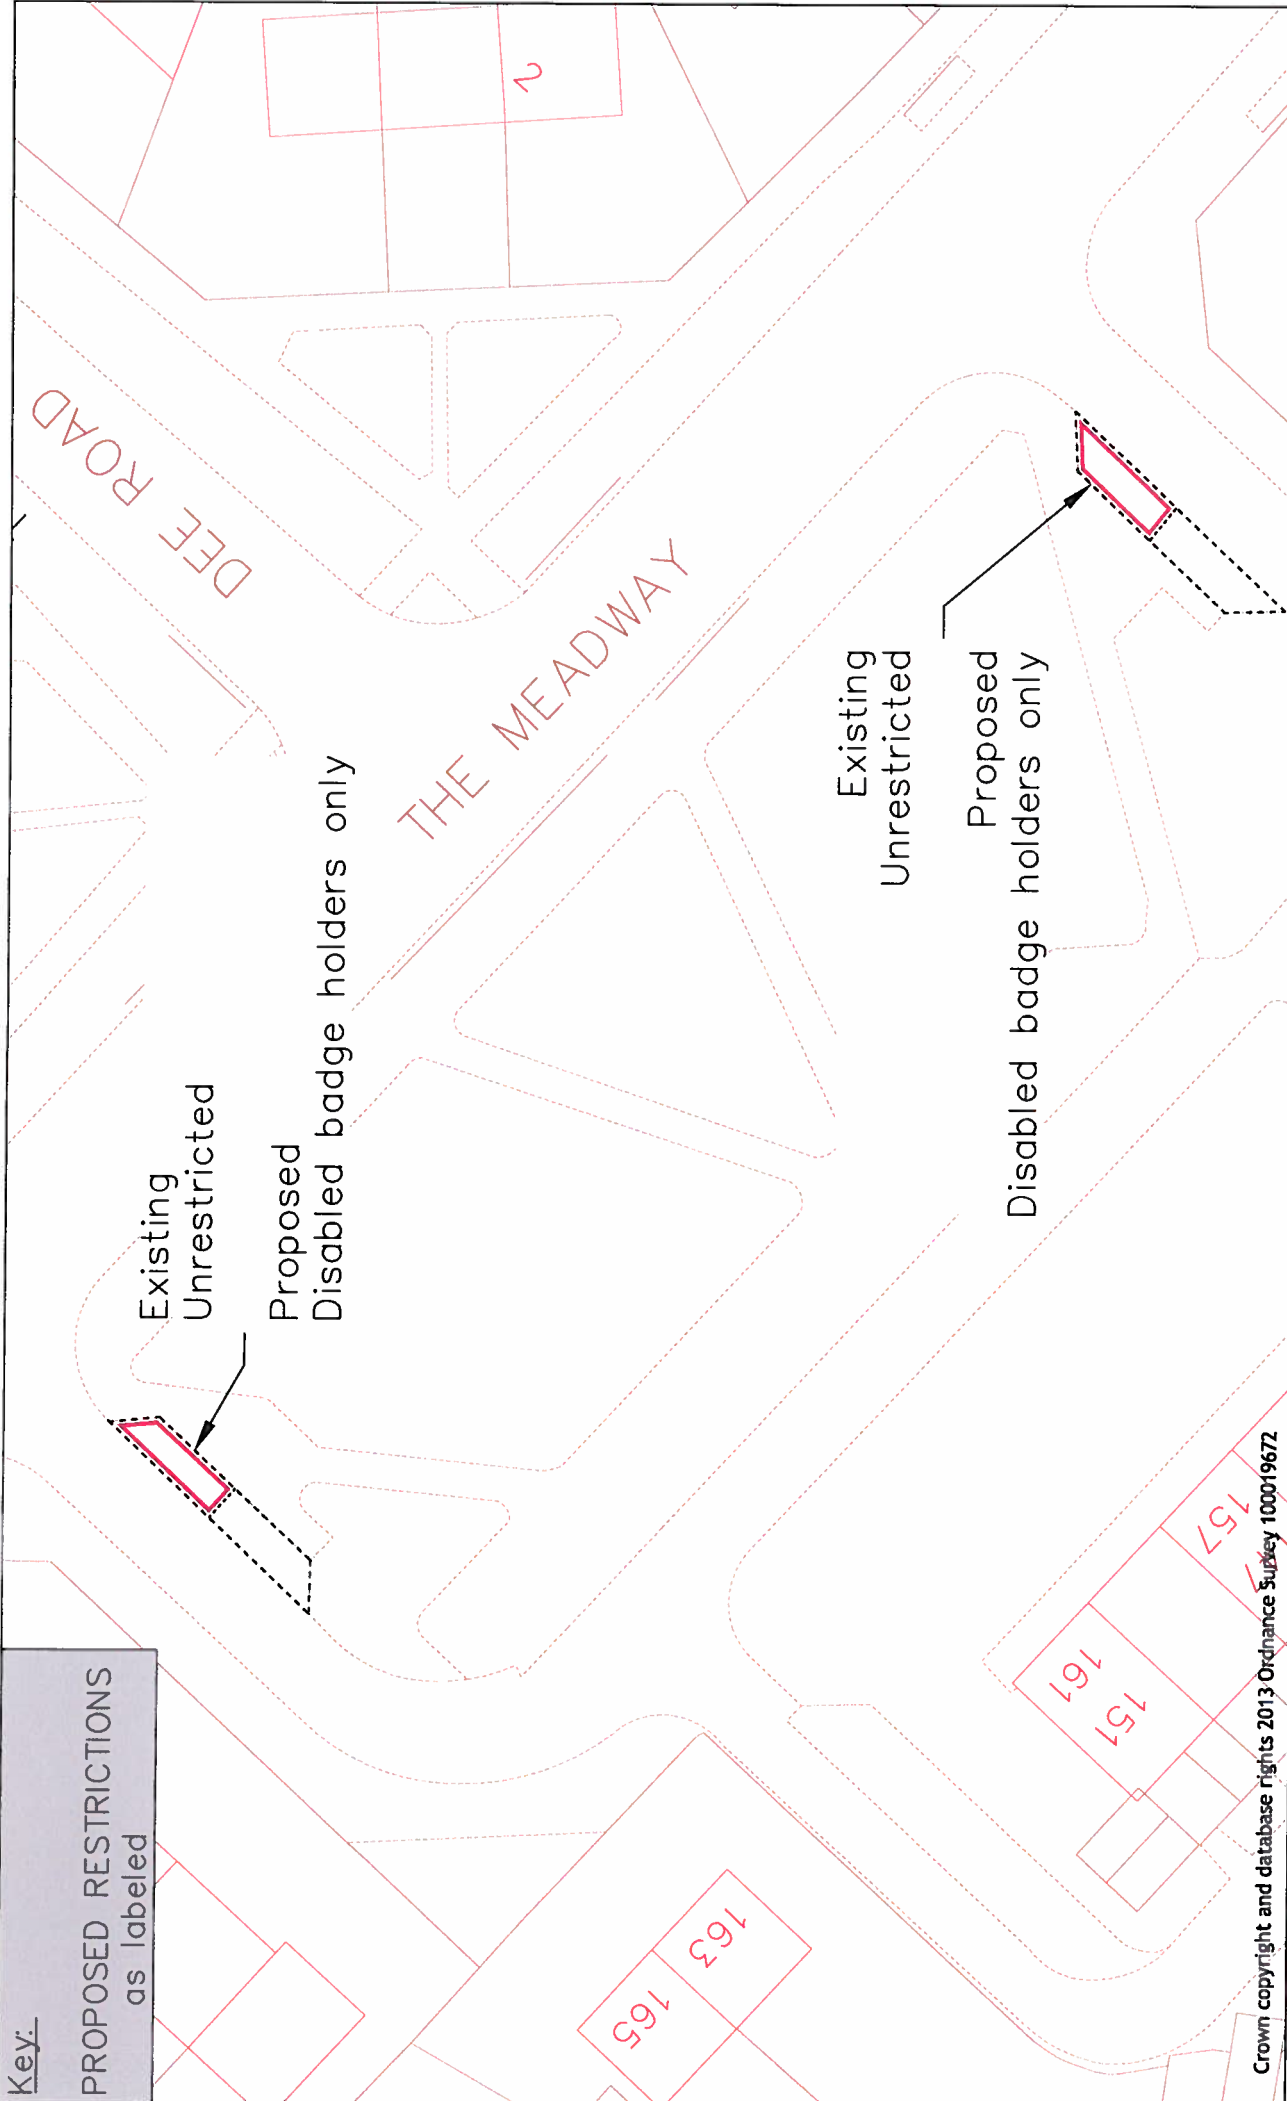 Key:
PROPOSED RESTRICTIONS
as labeled
Existing
Unrestricted
Proposed
Disabled badge holders only
DEE ROAD
THE MEADWAY
2
Existing
Unrestricted
Proposed
Disabled badge holders only
165
163
161
151
157
Crown copyright and database rights 2013 Ordnance Survey 100019672